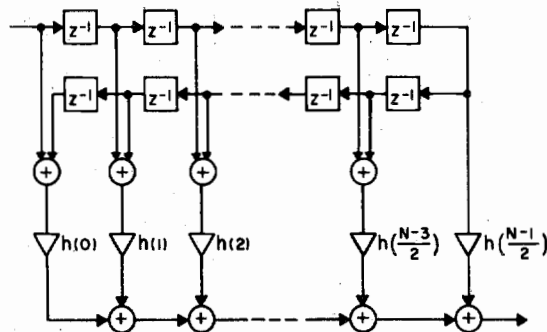 z⁻¹ z⁻¹ z⁻¹ z⁻¹
z⁻¹ z⁻¹ z⁻¹ z⁻¹
+ + + +
h(0) h(1) h(2) h(N-3/2) h(N-1/2)
+ + + +